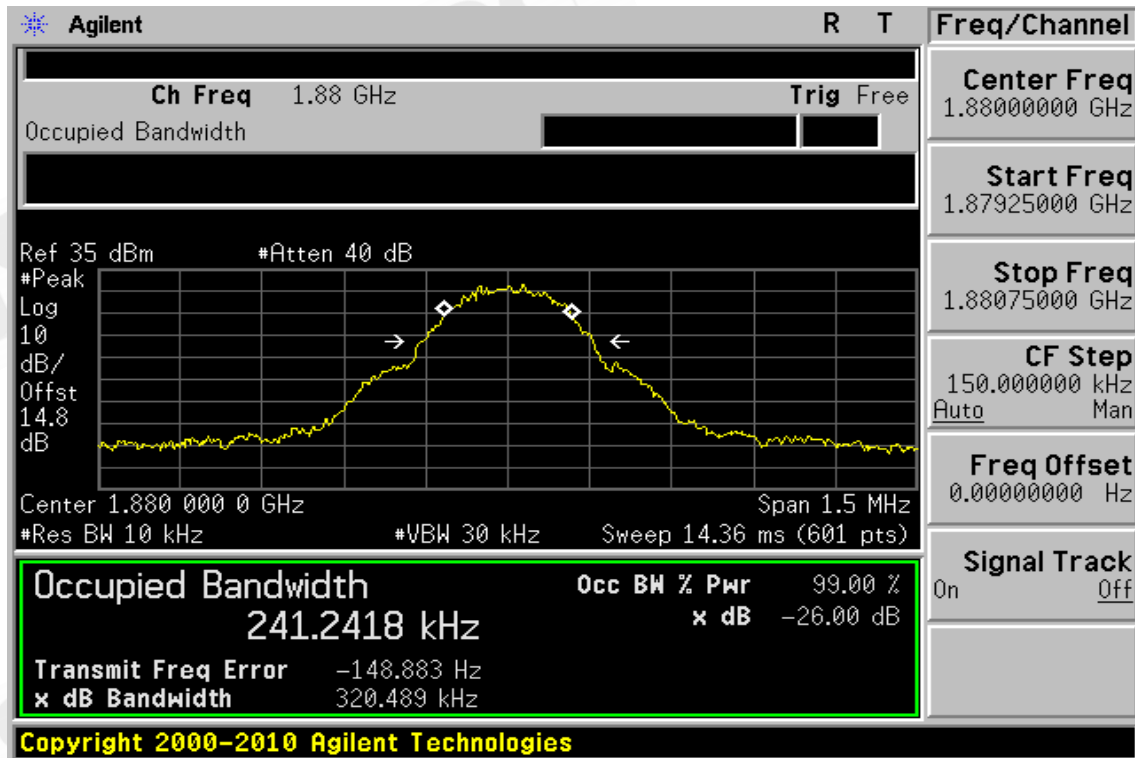 Agilent R T Freq/Channel
Ch Freq 1.88 GHz Trig Free
Occupied Bandwidth
Center Freq
1.88000000 GHz
Start Freq
1.87925000 GHz
Stop Freq
1.88075000 GHz
CF Step
150.000000 kHz
Auto Man
Freq Offset
0.00000000 Hz
Signal Track
On Off
Ref 35 dBm #Atten 40 dB
#Peak
Log
10
dB/
Offst
14.8
dB
Center 1.880 000 0 GHz Span 1.5 MHz
#Res BW 10 kHz #VBW 30 kHz Sweep 14.36 ms (601 pts)
Occupied Bandwidth Occ BW % Pwr 99.00 %
241.2418 kHz x dB -26.00 dB
Transmit Freq Error -148.883 Hz
x dB Bandwidth 320.489 kHz
Copyright 2000-2010 Agilent Technologies